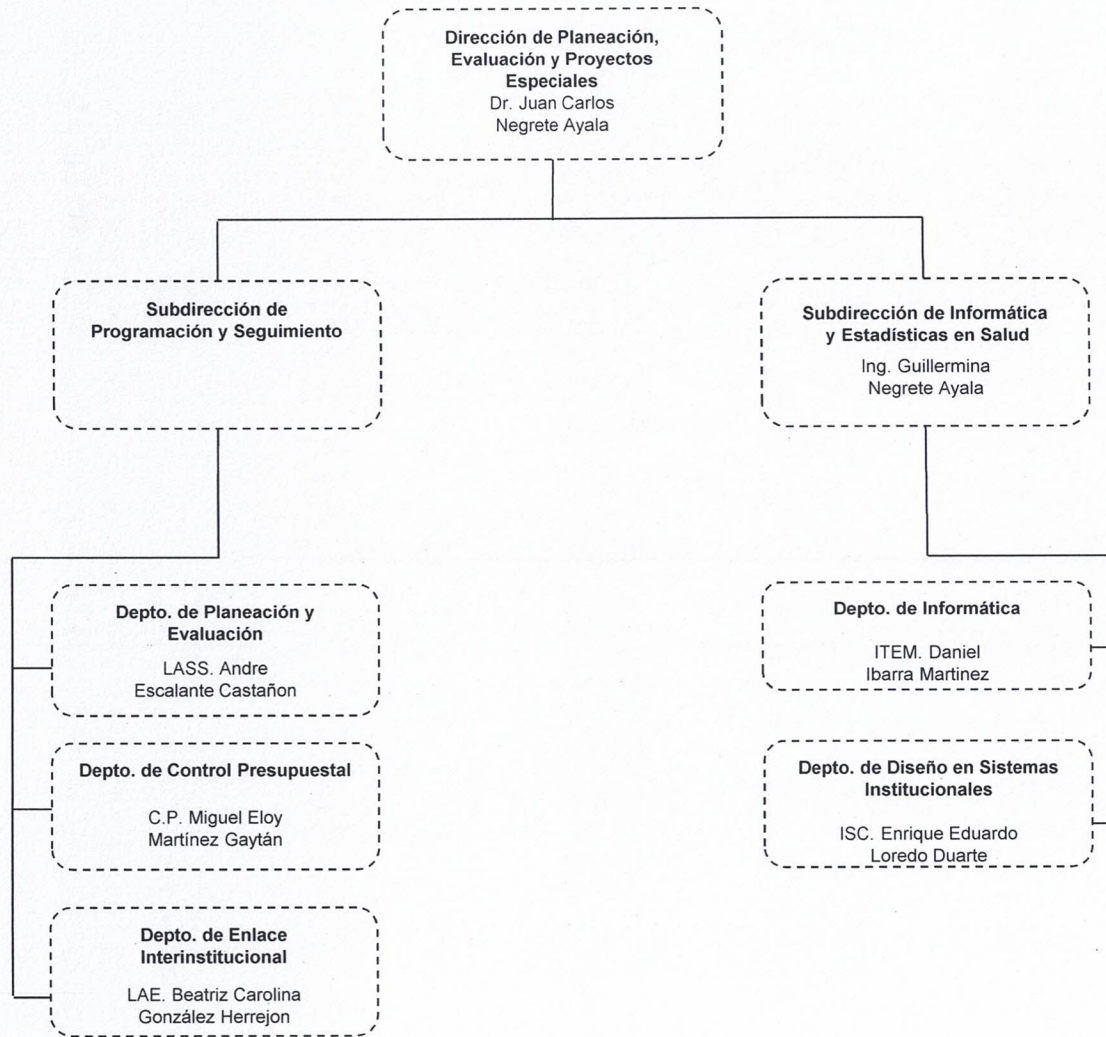 Dirección de Planeación,
Evaluación y Proyectos
Especiales
Dr. Juan Carlos
Negrete Ayala
Subdirección de
Programación y Seguimiento
Subdirección de Informática
y Estadísticas en Salud
Ing. Guillermina
Negrete Ayala
Depto. de Planeación y
Evaluación
LASS. Andre
Escalante Castañon
Depto. de Control Presupuestal
C.P. Miguel Eloy
Martínez Gaytán
Depto. de Enlace
Interinstitucional
LAE. Beatriz Carolina
González Herrejon
Depto. de Informática
ITEM. Daniel
Ibarra Martinez
Depto. de Diseño en Sistemas
Institucionales
ISC. Enrique Eduardo
Loredo Duarte